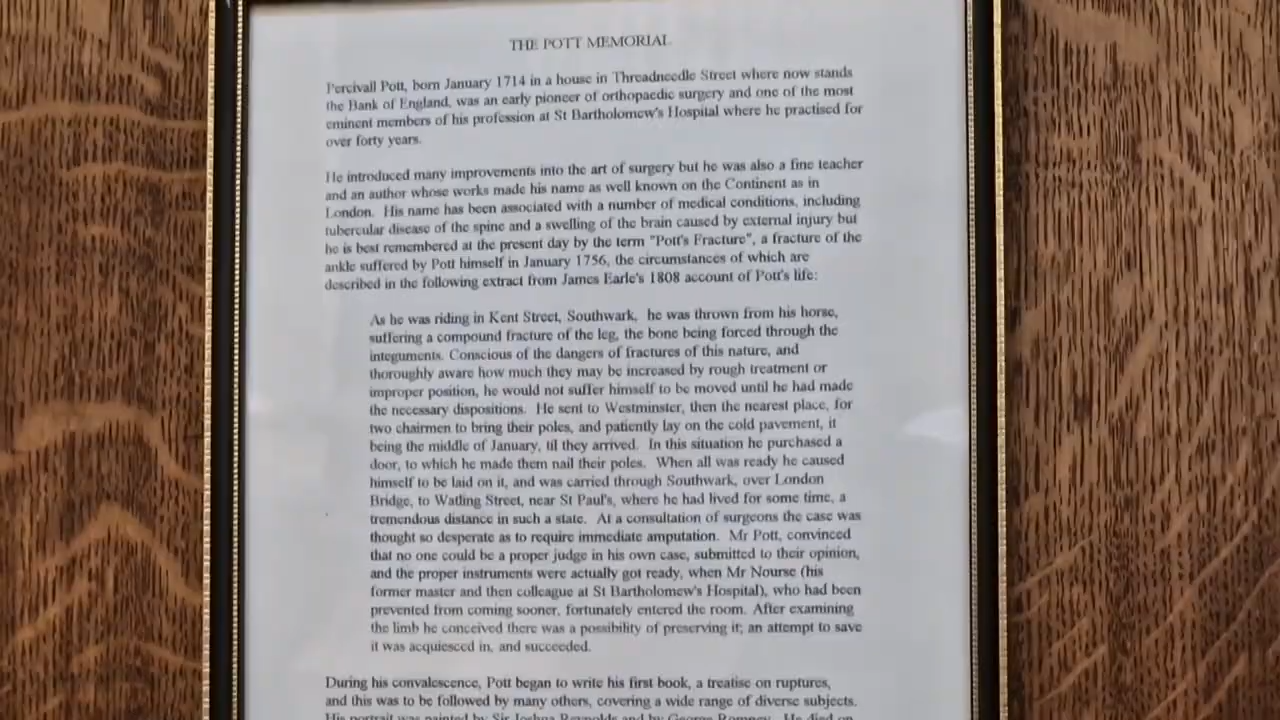 THE POTT MEMORIAL
Percivall Pott, born January 1714 in a house in Threadneedle Street where now stands
the Bank of England, was an early pioneer of orthopaedic surgery and one of the most
eminent members of his profession at St Bartholomew's Hospital where he practised for
over forty years.
He introduced many improvements into the art of surgery but he was also a fine teacher
and an author whose works made his name as well known on the Continent as in
London. His name has been associated with a number of medical conditions, including
tubercular disease of the spine and a swelling of the brain caused by external injury but
he is best remembered at the present day by the term "Pott's Fracture", a fracture of the
ankle suffered by Pott himself in January 1756, the circumstances of which are
described in the following extract from James Earle's 1808 account of Pott's life:
As he was riding in Kent Street, Southwark, he was thrown from his horse,
suffering a compound fracture of the leg, the bone being forced through the
integuments. Conscious of the dangers of fractures of this nature, and
thoroughly aware how much they may be increased by rough treatment or
improper position, he would not suffer himself to be moved until he had made
the necessary dispositions. He sent to Westminster, then the nearest place, for
two chairmen to bring their poles, and patiently lay on the cold pavement, it
being the middle of January, til they arrived. In this situation he purchased a
door, to which he made them nail their poles. When all was ready he caused
himself to be laid on it, and was carried through Southwark, over London
Bridge, to Watling Street, near St Paul's, where he had lived for some time, a
tremendous distance in such a state. At a consultation of surgeons the case was
thought so desperate as to require immediate amputation. Mr Pott, convinced
that no one could be a proper judge in his own case, submitted to their opinion,
and the proper instruments were actually got ready, when Mr Nourse (his
former master and then colleague at St Bartholomew's Hospital), who had been
prevented from coming sooner, fortunately entered the room. After examining
the limb he conceived there was a possibility of preserving it; an attempt to save
it was acquiesced in, and succeeded.
During his convalescence, Pott began to write his first book, a treatise on ruptures,
and this was to be followed by many others, covering a wide range of diverse subjects.
His portrait was painted by Sir Joshua Reynolds and by George Romney. He died on